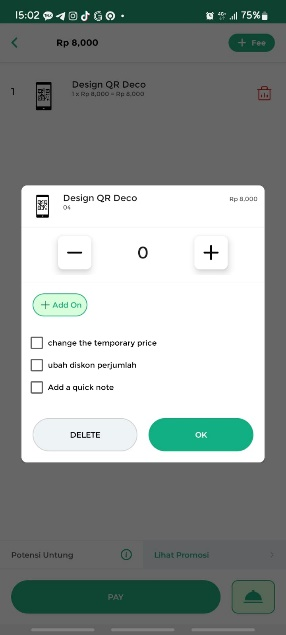 15:02 75%
Rp 8,000 + Fee
1 Design QR Deco
1 x Rp 8,000 = Rp 8,000
Design QR Deco Rp 8,000
04
0
+ Add On
change the temporary price
ubah diskon perjumlah
Add a quick note
DELETE OK
Potensi Untung Lihat Promosi
PAY